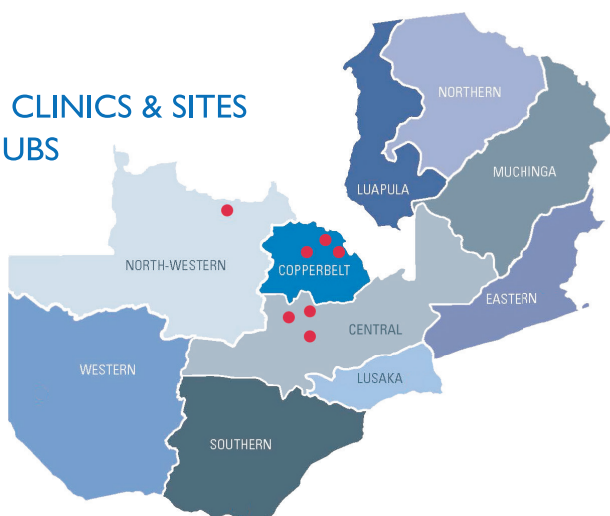 CLINICS & SITES
UBS
NORTHERN
MUCHINGA
LUAPULA
NORTH-WESTERN
COPPERBELT
EASTERN
CENTRAL
WESTERN
LUSAKA
SOUTHERN